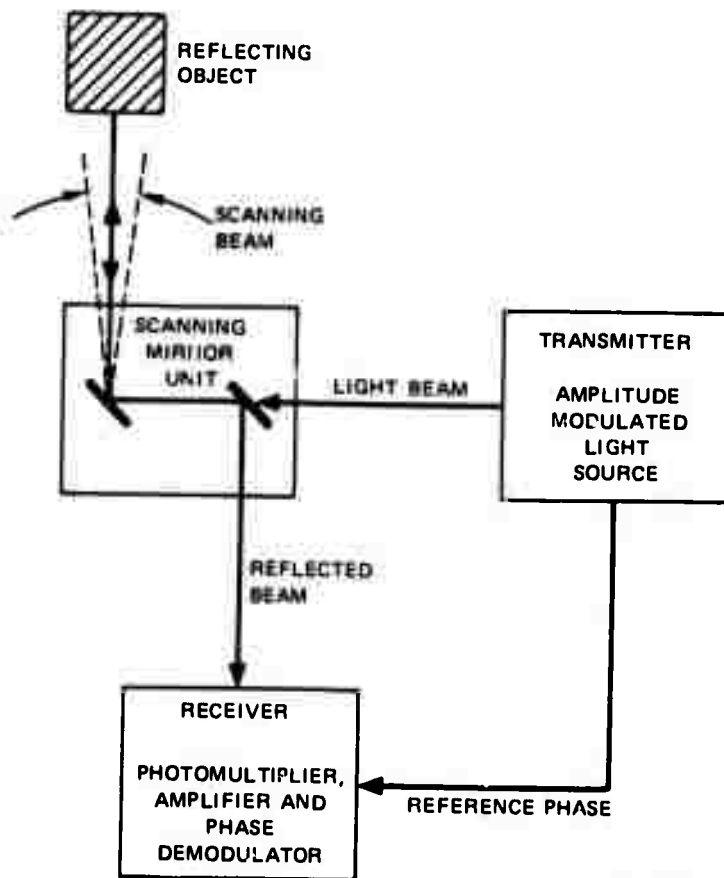 REFLECTING
OBJECT
SCANNING
BEAM
SCANNING
MIRROR
UNIT
LIGHT BEAM
TRANSMITTER
AMPLITUDE
MODULATED
LIGHT
SOURCE
REFLECTED
BEAM
RECEIVER
PHOTOMULTIPLIER,
AMPLIFIER AND
PHASE
DEMODULATOR
REFERENCE PHASE